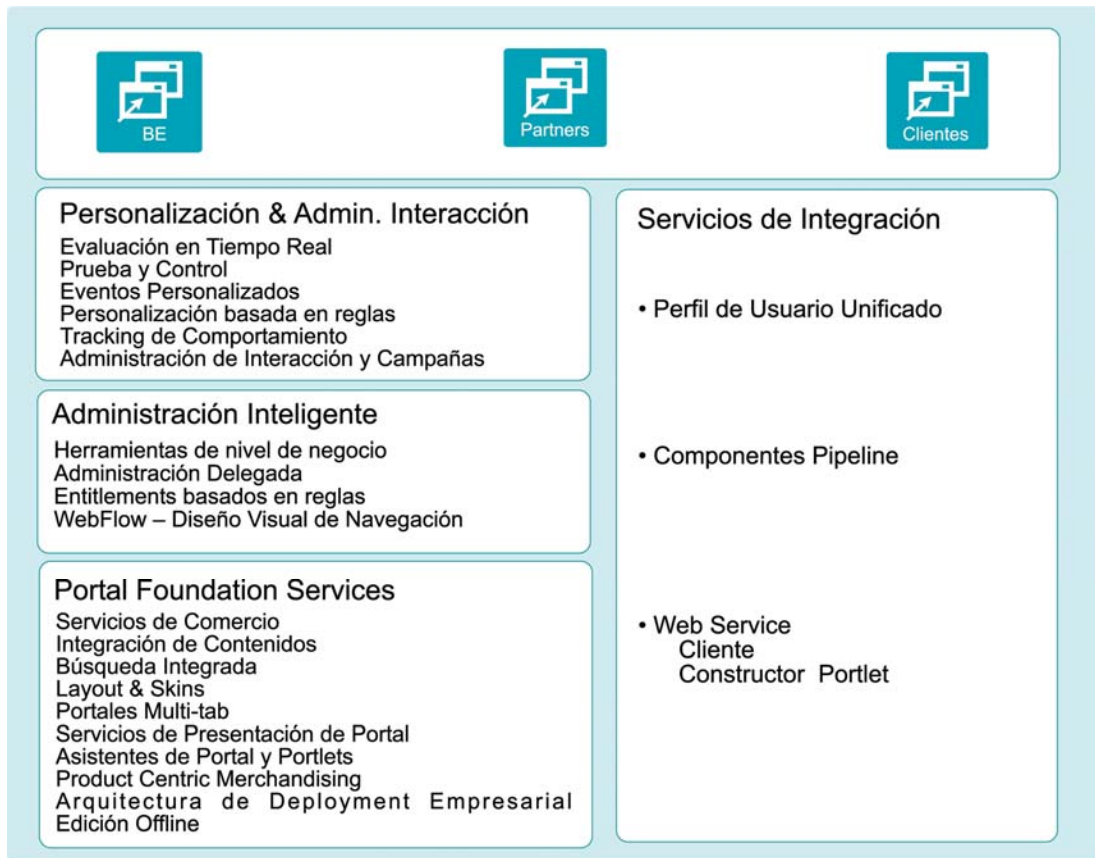 BE
Partners
Clientes
Personalización & Admin. Interacción
Evaluación en Tiempo Real
Prueba y Control
Eventos Personalizados
Personalización basada en reglas
Tracking de Comportamiento
Administración de Interacción y Campañas
Administración Inteligente
Herramientas de nivel de negocio
Administración Delegada
Entitlements basados en reglas
WebFlow – Diseño Visual de Navegación
Portal Foundation Services
Servicios de Comercio
Integración de Contenidos
Búsqueda Integrada
Layout & Skins
Portales Multi-tab
Servicios de Presentación de Portal
Asistentes de Portal y Portlets
Product Centric Merchandising
Arquitectura de Deployment Empresarial
Edición Offline
Servicios de Integración
• Perfil de Usuario Unificado
• Componentes Pipeline
• Web Service
Cliente
Constructor Portlet